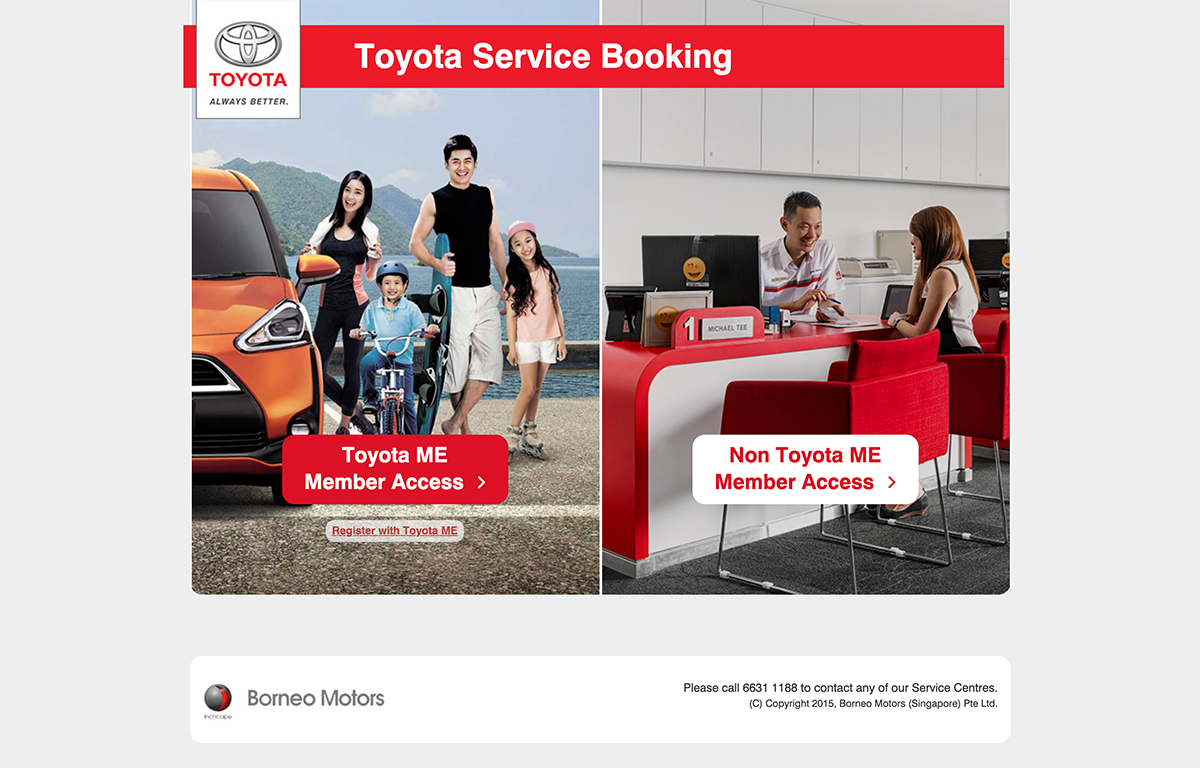 TOYOTA
ALWAYS BETTER.
Toyota Service Booking
1 MICHAEL TEE
Toyota ME
Member Access >
Register with Toyota ME
Non Toyota ME
Member Access >
inchcape
Borneo Motors
Please call 6631 1188 to contact any of our Service Centres.
(C) Copyright 2015, Borneo Motors (Singapore) Pte Ltd.